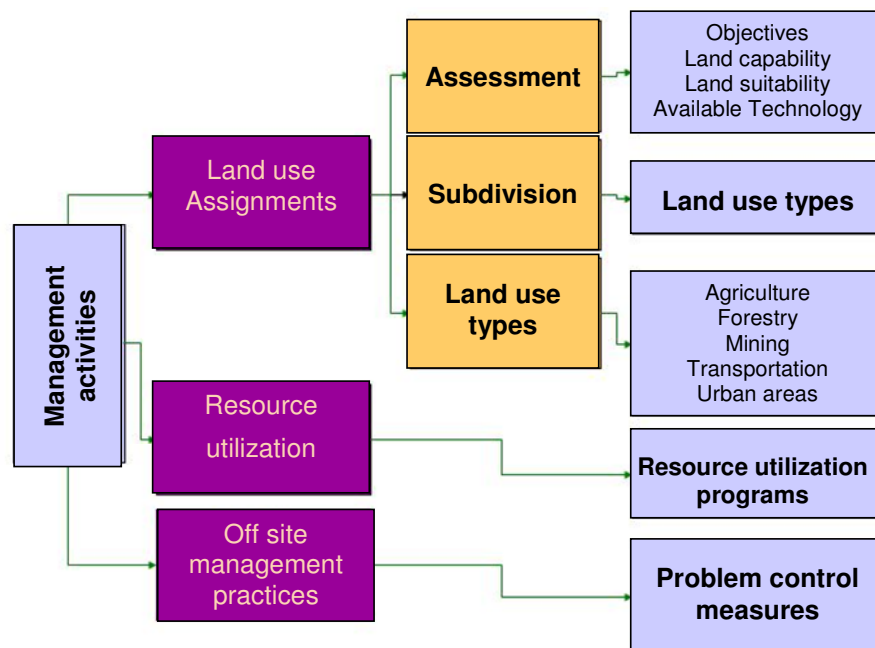 Management
activities
Land use
Assignments
Resource
utilization
Off site
management
practices
Assessment
Subdivision
Land use
types
Objectives
Land capability
Land suitability
Available Technology
Land use types
Agriculture
Forestry
Mining
Transportation
Urban areas
Resource utilization
programs
Problem control
measures